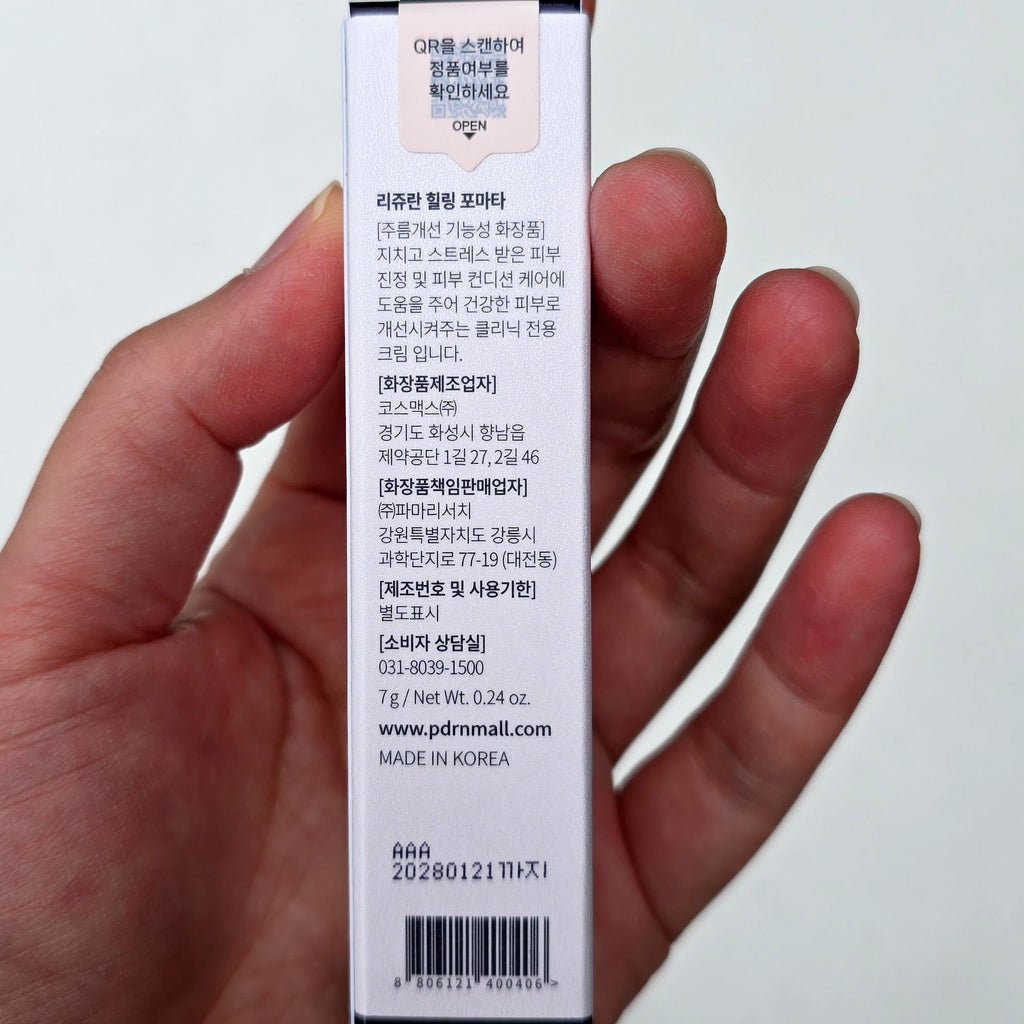 QR을 스캔하여
정품여부를
확인하세요
OPEN
리쥬란 힐링 포마타
[주름개선 기능성 화장품]
지치고 스트레스 받은 피부
진정 및 피부 컨디션 케어에
도움을 주어 건강한 피부로
개선시켜주는 클리닉 전용
크림 입니다.
[화장품제조업자]
코스맥스㈜
경기도 화성시 향남읍
제약공단 1길 27, 2길 46
[화장품책임판매업자]
㈜파마리서치
강원특별자치도 강릉시
과학단지로 77-19 (대전동)
[제조번호 및 사용기한]
별도표시
[소비자 상담실]
031-8039-1500
7g / Net Wt. 0.24 oz.
www.pdrnmall.com
MADE IN KOREA
AAA
20280121까지
8 806121 400406 >